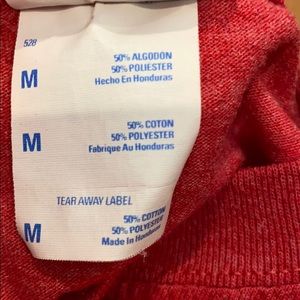 528
50% ALGODON
50% POLIESTER
M Hecho En Honduras
50% COTON
50% POLYESTER
M Fabrique Au Honduras
TEAR AWAY LABEL
50% COTTON
50% POLYESTER
M Made In Honduras